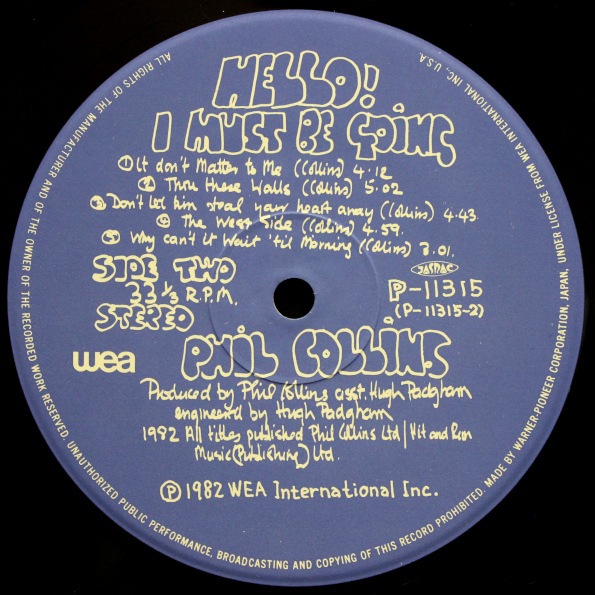 HELLO!
I MUST BE GOING
① It don't Matter to Me (Collins) 4.12
② Thru these Walls (Collins) 5.02
③ Don't let him steal your heart away (Collins) 4.43.
④ The West Side (Collins) 4.59.
⑤ Why can't it Wait 'til Morning (Collins) 3.01.
SIDE TWO
33 1/3 R.P.M.
STEREO
JASRAC
P-11315
(P-11315-2)
wea
PHIL COLLINS
Produced by Phil Collins asst. Hugh Padgham
engineered by Hugh Padgham
1982 All titles published Phil Collins Ltd / Hit and Run
Music (Publishing) Ltd.
Ⓟ 1982 WEA International Inc.
ALL RIGHTS OF THE MANUFACTURER AND OF THE OWNER OF THE RECORDED WORK RESERVED. UNAUTHORIZED PUBLIC PERFORMANCE, BROADCASTING AND COPYING OF THIS RECORD PROHIBITED. MADE BY WARNER-PIONEER CORPORATION, JAPAN, UNDER LICENSE FROM WEA INTERNATIONAL INC., U.S.A.